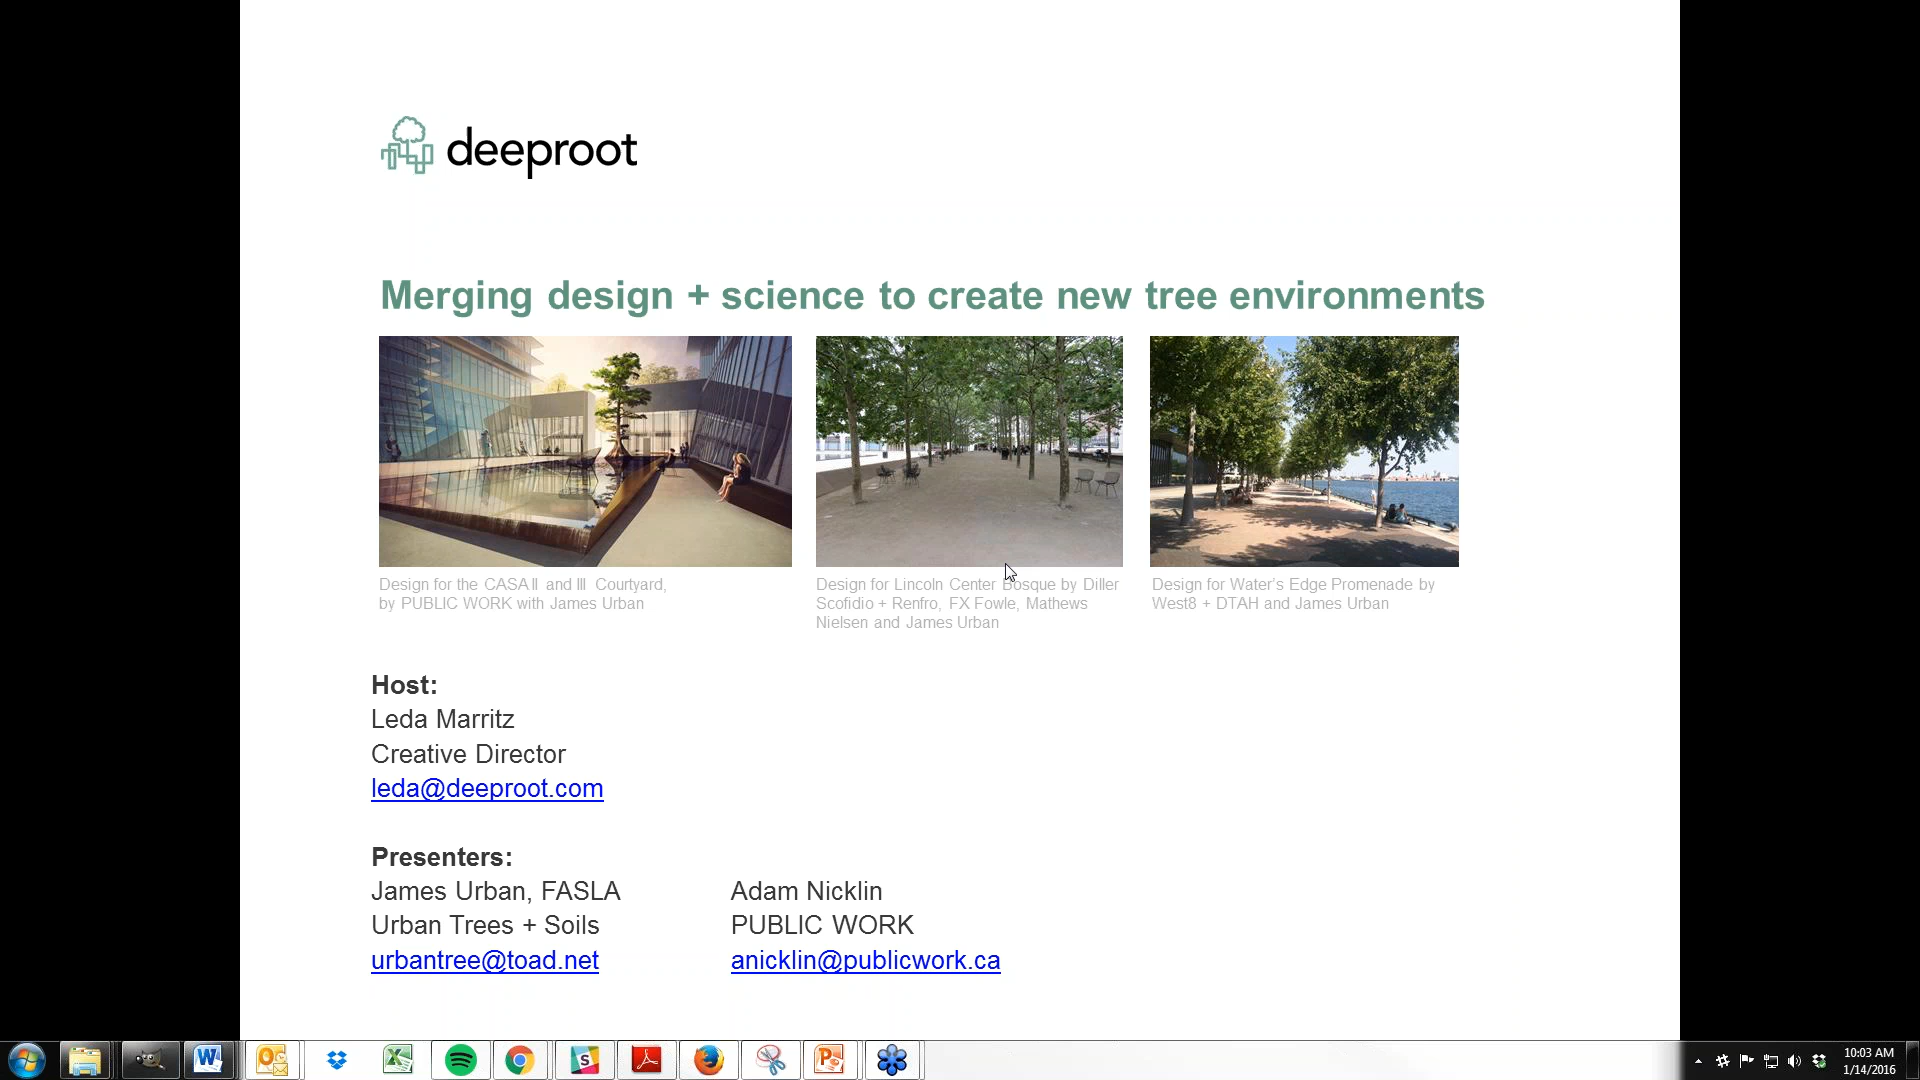 deeproot
Merging design + science to create new tree environments
Design for the CASA II and III Courtyard,
by PUBLIC WORK with James Urban
Design for Lincoln Center Bosque by Diller
Scofidio + Renfro, FX Fowle, Mathews
Nielsen and James Urban
Design for Water's Edge Promenade by
West8 + DTAH and James Urban
Host:
Leda Marritz
Creative Director
leda@deeproot.com
Presenters:
James Urban, FASLA
Urban Trees + Soils
urbantree@toad.net
Adam Nicklin
PUBLIC WORK
anicklin@publicwork.ca
10:03 AM
1/14/2016